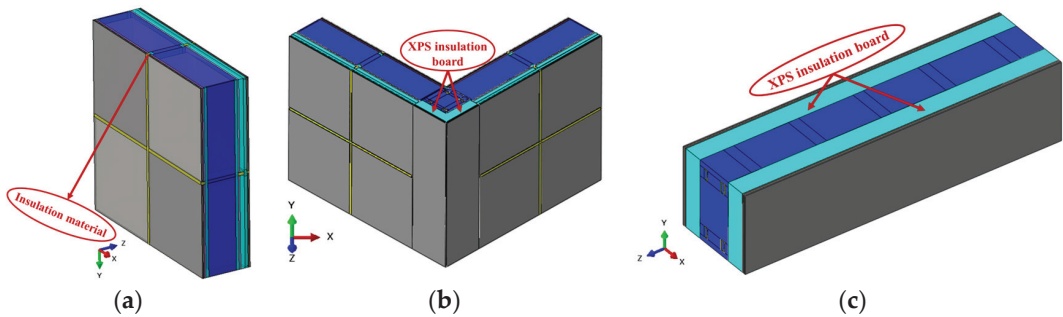 Insulation material
Z
X
Y
(a)
XPS insulation
board
Y
X
Z
(b)
XPS insulation board
Y
Z
X
(c)